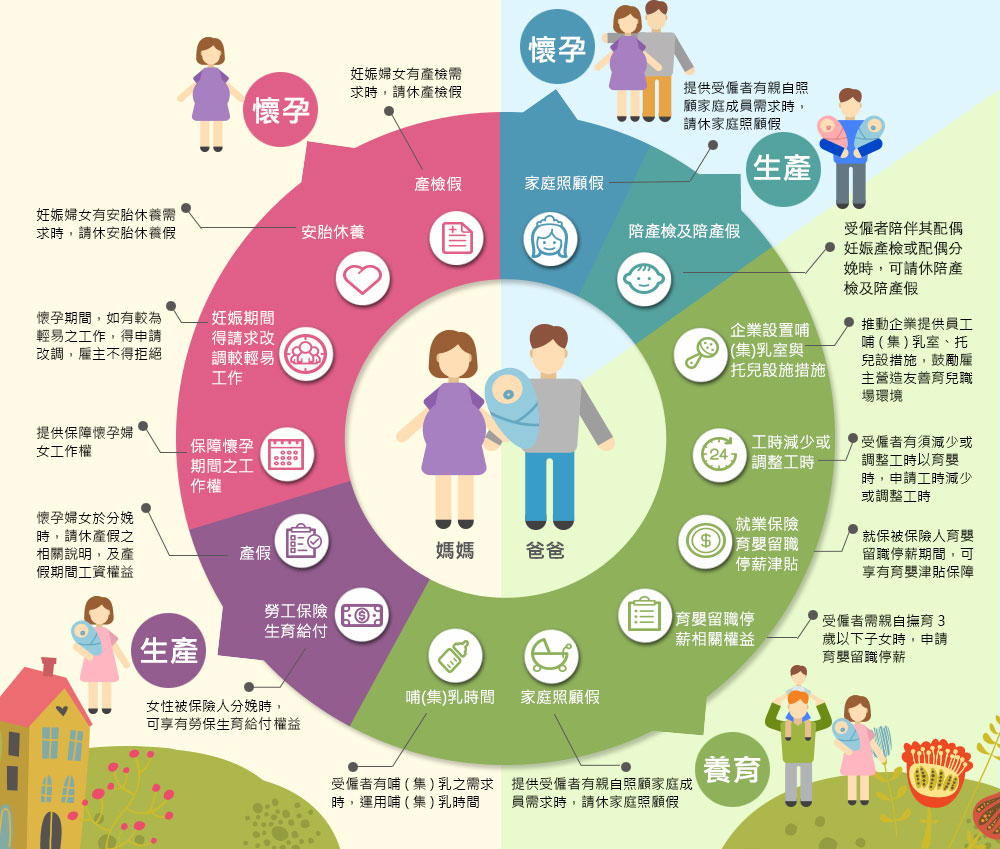 懷孕
妊娠婦女有產檢需
求時，請休產檢假
產檢假
妊娠婦女有安胎休養需
求時，請休安胎休養假
安胎休養
懷孕期間，如有較為
輕易之工作，得申請
改調，雇主不得拒絕
妊娠期間
得請求改
調較輕易
工作
提供保障懷孕婦
女工作權
保障懷孕
期間之工
作權
懷孕婦女於分娩
時，請休產假之
相關說明，及產
假期間工資權益
產假
勞工保險
生育給付
生產
女性被保險人分娩時，
可享有勞保生育給付權益
懷孕
提供受僱者有親自照
顧家庭成員需求時，
請休家庭照顧假
家庭照顧假
生產
陪產檢及陪產假
受僱者陪伴其配偶
妊娠產檢或配偶分
娩時，可請休陪產
檢及陪產假
企業設置哺
(集)乳室與
托兒設施措施
推動企業提供員工
哺（集）乳室、托
兒設措施，鼓勵雇
主營造友善育兒職
場環境
24
工時減少或
調整工時
受僱者有須減少或
調整工時以育嬰
時，申請工時減少
或調整工時
$
就業保險
育嬰留職
停薪津貼
就保被保險人育嬰
留職停薪期間，可
享有育嬰津貼保障
育嬰留職停
薪相關權益
受僱者需親自撫育 3
歲以下子女時，申請
育嬰留職停薪
養育
家庭照顧假
提供受僱者有親自照顧家庭成
員需求時，請休家庭照顧假
哺(集)乳時間
受僱者有哺（集）乳之需求
時，運用哺（集）乳時間
$
媽媽
爸爸